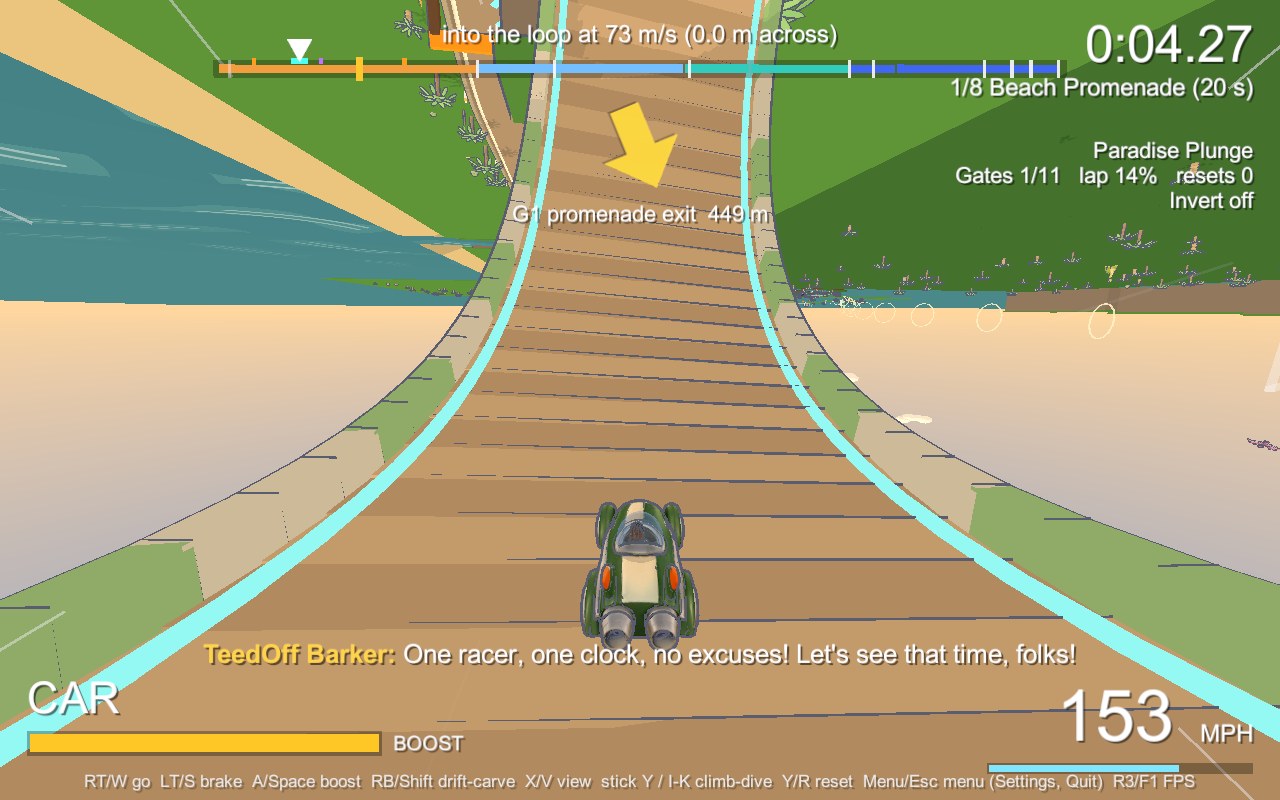 into the loop at 73 m/s (0.0 m across)
0:04.27
1/8 Beach Promenade (20 s)
Paradise Plunge
Gates 1/11 lap 14% resets 0
Invert off
G1 promenade exit 449 m
TeedOff Barker: One racer, one clock, no excuses! Let's see that time, folks!
CAR
BOOST
153 MPH
RT/W go LT/S brake A/Space boost RB/Shift drift-carve X/V view stick Y / I-K climb-dive Y/R reset Menu/Esc menu (Settings, Quit) R3/F1 FPS